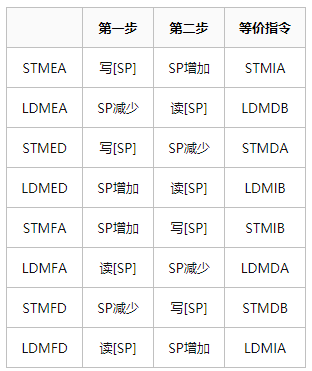 第一步 第二步 等价指令
STMEA 写[SP] SP增加 STMIA
LDMEA SP减少 读[SP] LDMDB
STMED 写[SP] SP减少 STMDA
LDMED SP增加 读[SP] LDMIB
STMFA SP增加 写[SP] STMIB
LDMFA 读[SP] SP减少 LDMDA
STMFD SP减少 写[SP] STMDB
LDMFD 读[SP] SP增加 LDMIA